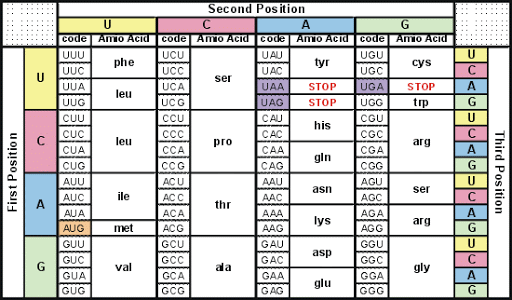 Second Position
U C A G
code Amio Acid code Amio Acid code Amio Acid code Amio Acid
First Position
Third Position
U UUU phe UCU ser UAU tyr UGU cys U
UUC UCC UAC UGC C
UUA leu UCA UAA STOP UGA STOP A
UUG UCG UAG STOP UGG trp G
C CUU leu CCU pro CAU his CGU arg U
CUC CCC CAC CGC C
CUA CCA CAA gln CGA A
CUG CCG CAG CGG G
A AUU ile ACU thr AAU asn AGU ser U
AUC ACC AAC AGC C
AUA ACA AAA lys AGA arg A
AUG met ACG AAG AGG G
G GUU val GCU ala GAU asp GGU gly U
GUC GCC GAC GGC C
GUA GCA GAA glu GGA A
GUG GCG GAG GGG G